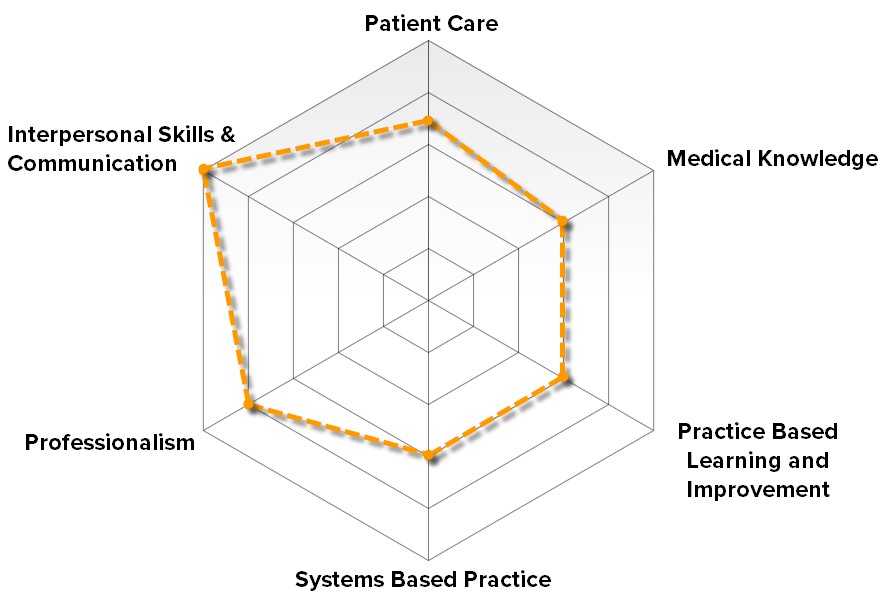 Patient Care
Interpersonal Skills &
Communication
Medical Knowledge
Professionalism
Practice Based
Learning and
Improvement
Systems Based Practice